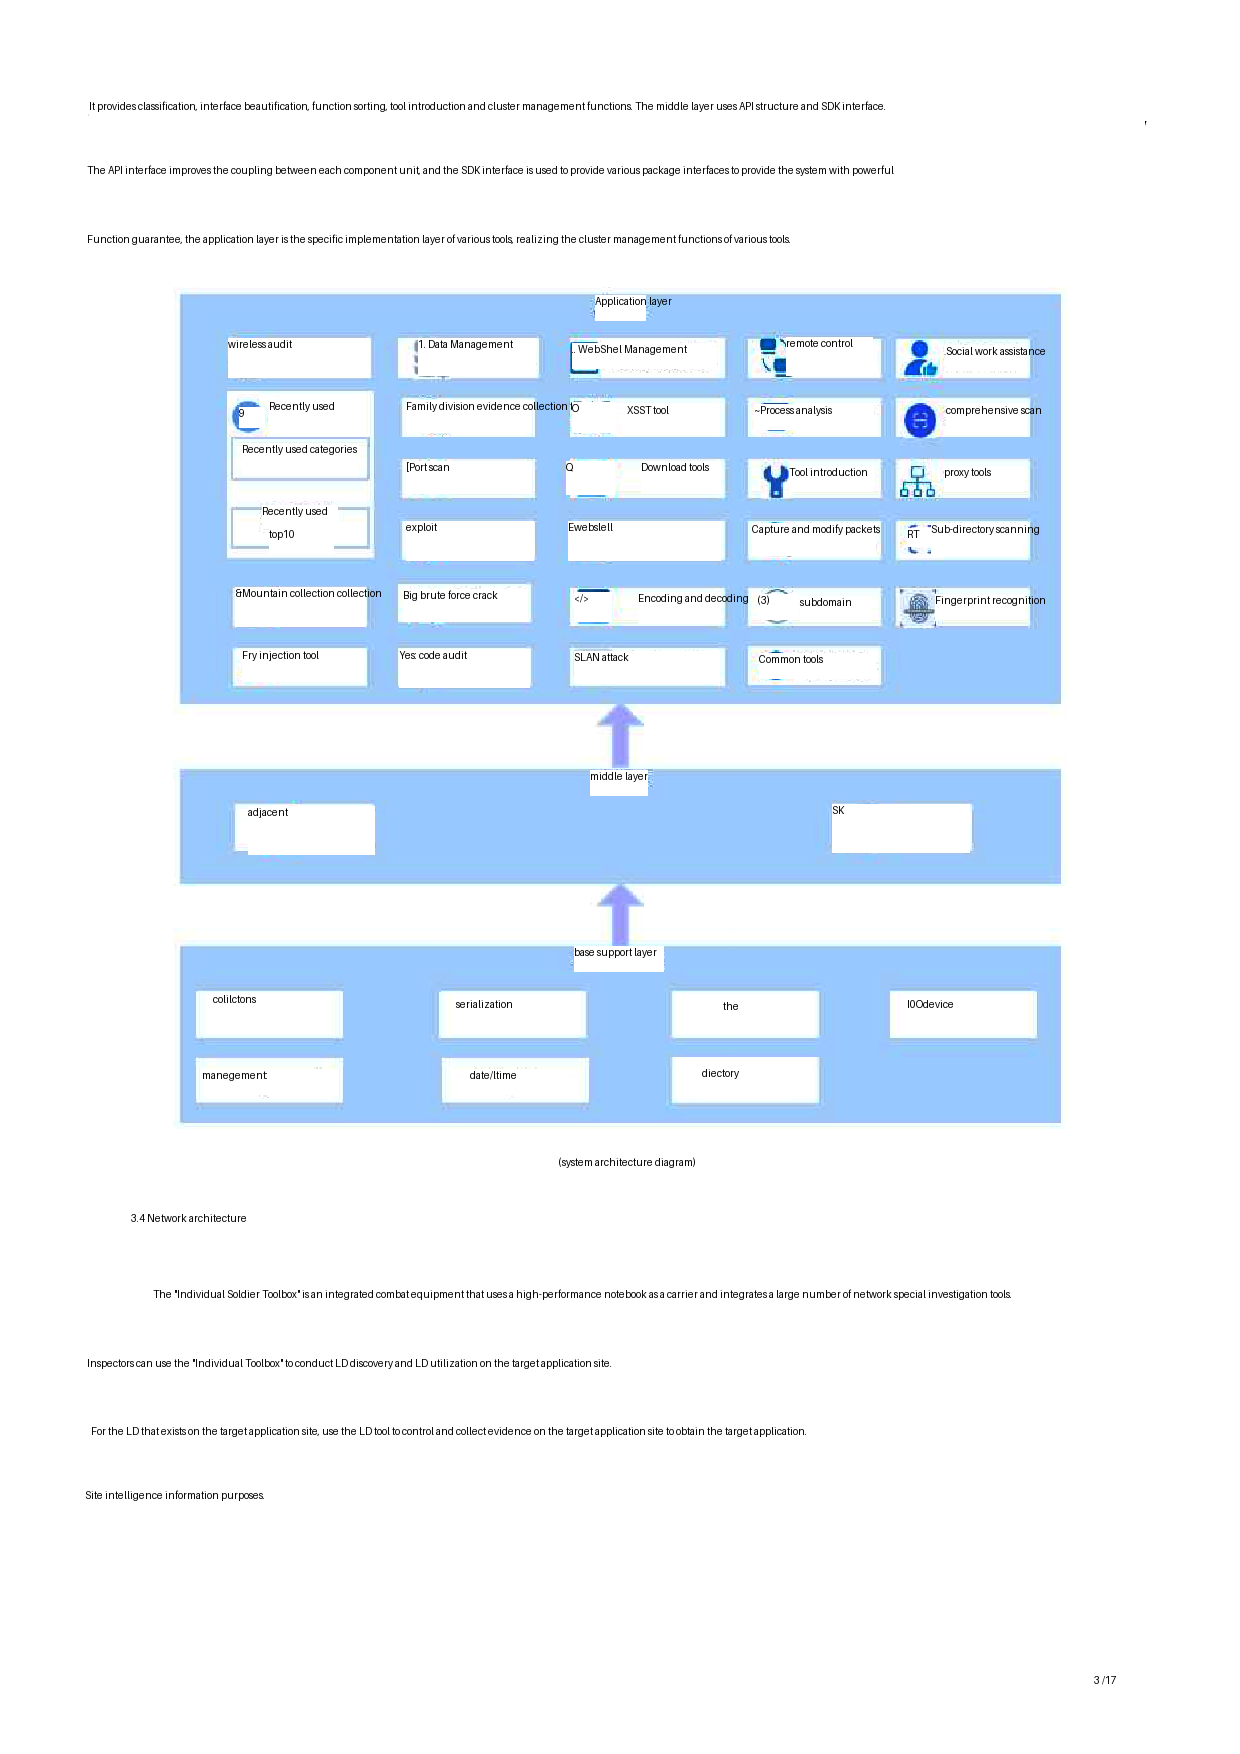 It provides classification, interface beautification, function sorting, tool introduction and cluster management functions. The middle layer uses API structure and SDK interface.
The API interface improves the coupling between each component unit, and the SDK interface is used to provide various package interfaces to provide the system with powerful
Function guarantee, the application layer is the specific implementation layer of various tools, realizing the cluster management functions of various tools.
Application layer
wireless audit
1. Data Management
. WebShel Management
remote control
.Social work assistance
9
Recently used
Family division evidence collection t
O
XSST tool
~Process analysis
comprehensive scan
Recently used categories
[Port scan
Q
Download tools
Tool introduction
proxy tools
Recently used
top10
exploit
Ewebslell
Capture and modify packets
RT
"Sub-directory scanning
&Mountain collection collection
Big brute force crack
</>
Encoding and decoding
(3)
subdomain
Fingerprint recognition
Fry injection tool
Yes: code audit
SLAN attack
Common tools
middle layer
adjacent
SK
base support layer
colilctons
serialization
the
I0Odevice
manegement
date/ltime
diectory
(system architecture diagram)
3.4 Network architecture
The "Individual Soldier Toolbox" is an integrated combat equipment that uses a high-performance notebook as a carrier and integrates a large number of network special investigation tools.
Inspectors can use the "Individual Toolbox" to conduct LD discovery and LD utilization on the target application site.
For the LD that exists on the target application site, use the LD tool to control and collect evidence on the target application site to obtain the target application.
Site intelligence information purposes.
3 /17